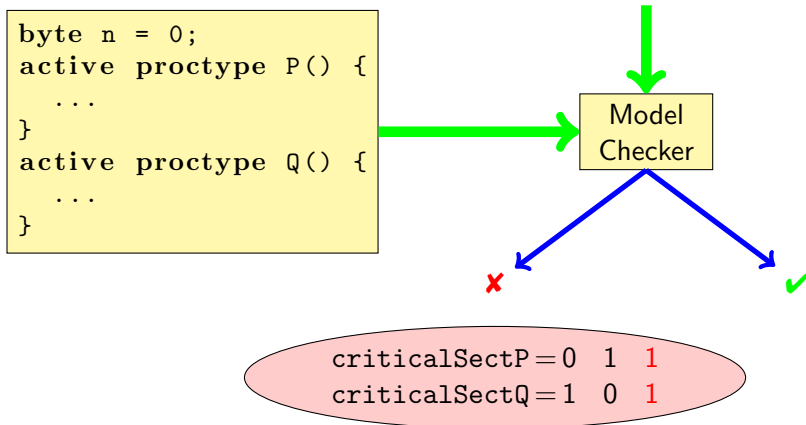 byte n = 0;
active proctype P() {
...
}
active proctype Q() {
...
}
Model
Checker
✘ ✔
criticalSectP=0 1 1
criticalSectQ=1 0 1